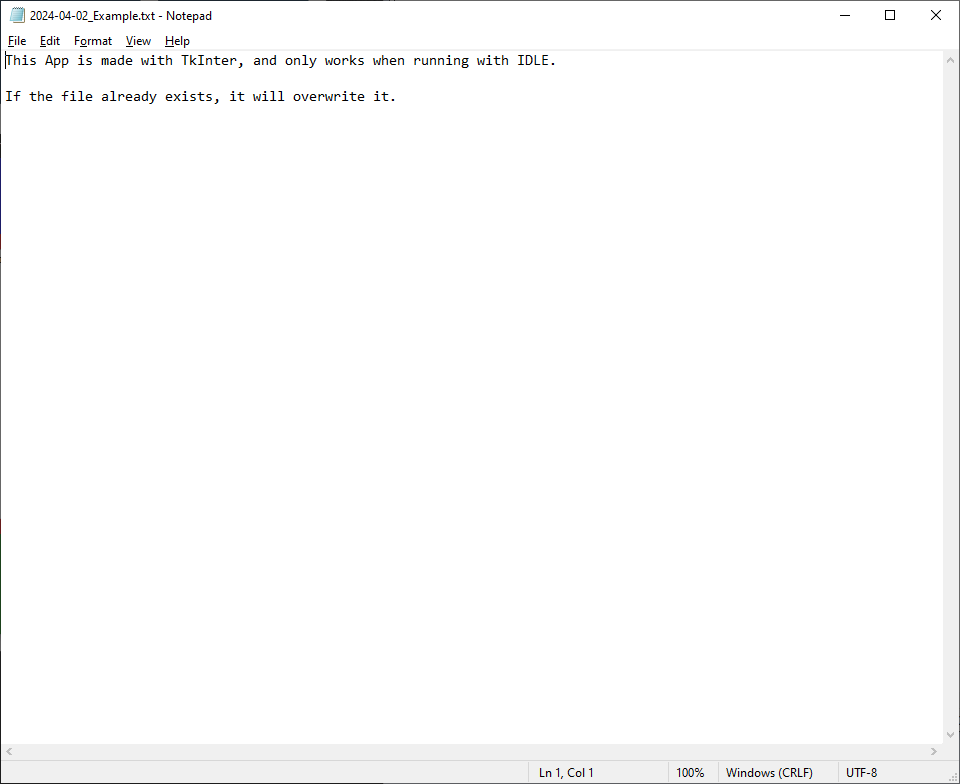 2024-04-02_Example.txt - Notepad
File Edit Format View Help
This App is made with TkInter, and only works when running with IDLE.
If the file already exists, it will overwrite it.
Ln 1, Col 1 100% Windows (CRLF) UTF-8